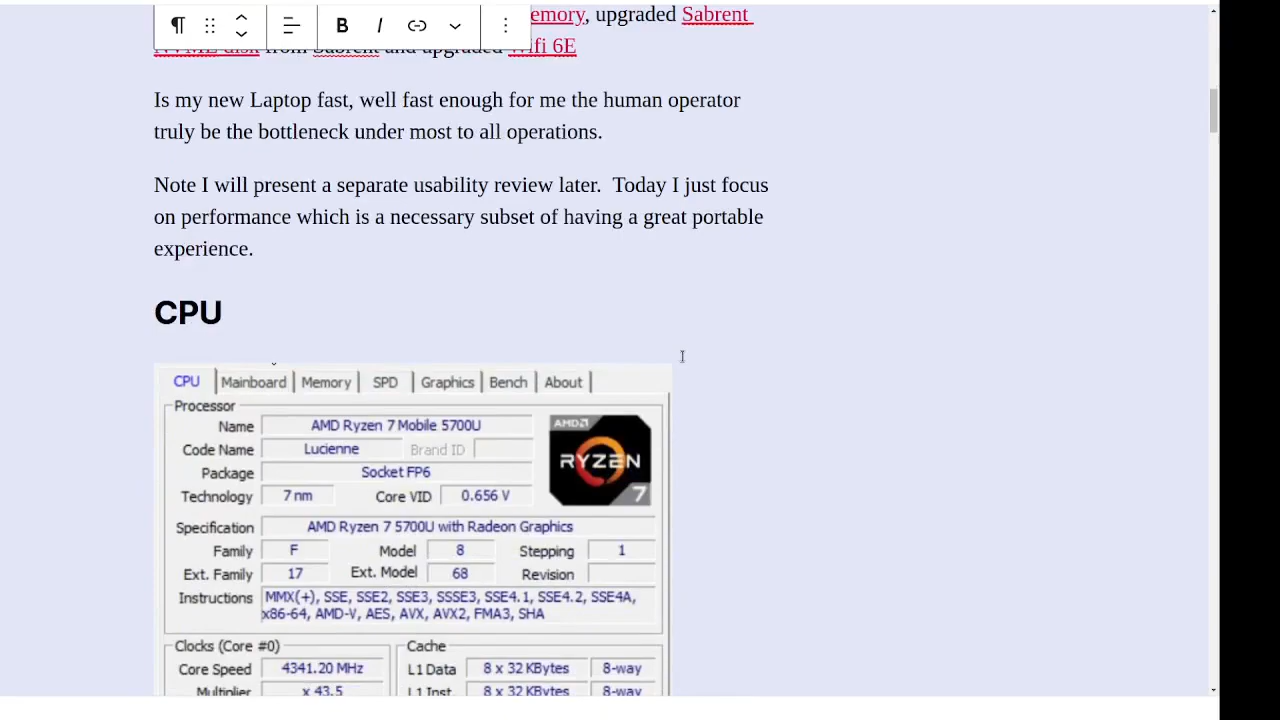 emory, upgraded Sabrent
NVME disk from Sabrent and upgraded Wifi 6E
Is my new Laptop fast, well fast enough for me the human operator
truly be the bottleneck under most to all operations.
Note I will present a separate usability review later.  Today I just focus
on performance which is a necessary subset of having a great portable
experience.
CPU
CPU Mainboard Memory SPD Graphics Bench About
Processor
Name AMD Ryzen 7 Mobile 5700U
Code Name Lucienne Brand ID
Package Socket FP6
Technology 7 nm Core VID 0.656 V
AMD RYZEN 7
Specification AMD Ryzen 7 5700U with Radeon Graphics
Family F Model 8 Stepping 1
Ext. Family 17 Ext. Model 68 Revision
Instructions MMX(+), SSE, SSE2, SSE3, SSSE3, SSE4.1, SSE4.2, SSE4A,
x86-64, AMD-V, AES, AVX, AVX2, FMA3, SHA
Clocks (Core #0) Cache
Core Speed 4341.20 MHz L1 Data 8 x 32 KBytes 8-way
Multiplier x 43.5 L1 Inst. 8 x 32 KBytes 8-way